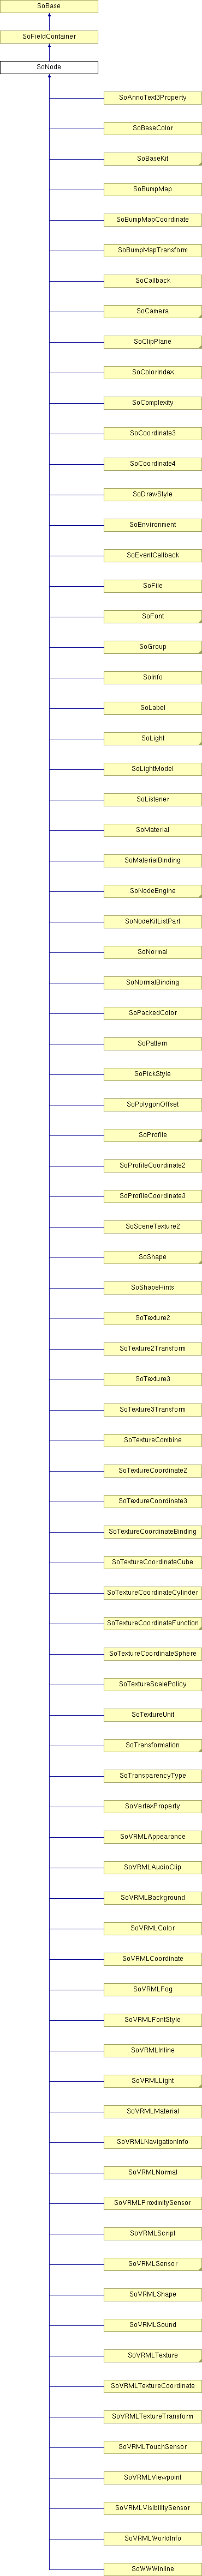 SoBase
SoFieldContainer
SoNode
SoAnnoText3Property
SoBaseColor
SoBaseKit
SoBumpMap
SoBumpMapCoordinate
SoBumpMapTransform
SoCallback
SoCamera
SoClipPlane
SoColorIndex
SoComplexity
SoCoordinate3
SoCoordinate4
SoDrawStyle
SoEnvironment
SoEventCallback
SoFile
SoFont
SoGroup
SoInfo
SoLabel
SoLight
SoLightModel
SoListener
SoMaterial
SoMaterialBinding
SoNodeEngine
SoNodeKitListPart
SoNormal
SoNormalBinding
SoPackedColor
SoPattern
SoPickStyle
SoPolygonOffset
SoProfile
SoProfileCoordinate2
SoProfileCoordinate3
SoSceneTexture2
SoShape
SoShapeHints
SoTexture2
SoTexture2Transform
SoTexture3
SoTexture3Transform
SoTextureCombine
SoTextureCoordinate2
SoTextureCoordinate3
SoTextureCoordinateBinding
SoTextureCoordinateCube
SoTextureCoordinateCylinder
SoTextureCoordinateFunction
SoTextureCoordinateSphere
SoTextureScalePolicy
SoTextureUnit
SoTransformation
SoTransparencyType
SoVertexProperty
SoVRMLAppearance
SoVRMLAudioClip
SoVRMLBackground
SoVRMLColor
SoVRMLCoordinate
SoVRMLFog
SoVRMLFontStyle
SoVRMLInline
SoVRMLLight
SoVRMLMaterial
SoVRMLNavigationInfo
SoVRMLNormal
SoVRMLProximitySensor
SoVRMLScript
SoVRMLSensor
SoVRMLShape
SoVRMLSound
SoVRMLTexture
SoVRMLTextureCoordinate
SoVRMLTextureTransform
SoVRMLTouchSensor
SoVRMLViewpoint
SoVRMLVisibilitySensor
SoVRMLWorldInfo
SoWWWInline